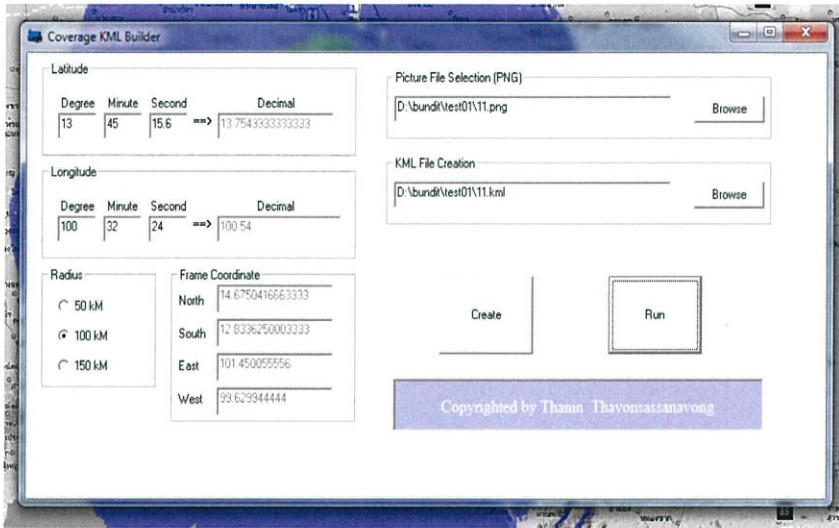 Coverage KML Builder
Latitude
Degree Minute Second Decimal
13 45 15.6 ==> 13.7543333333333
Longitude
Degree Minute Second Decimal
100 32 24 ==> 100.54
Radius
50 kM
100 kM
150 kM
Frame Coordinate
North 14.6750416663333
South 12.8336250003333
East 101.450055556
West 99.629944444
Picture File Selection (PNG)
D:\bundit\test01\11.png Browse
KML File Creation
D:\bundit\test01\11.kml Browse
Create Run
Copyrighted by Thanin Thavonsassanavong